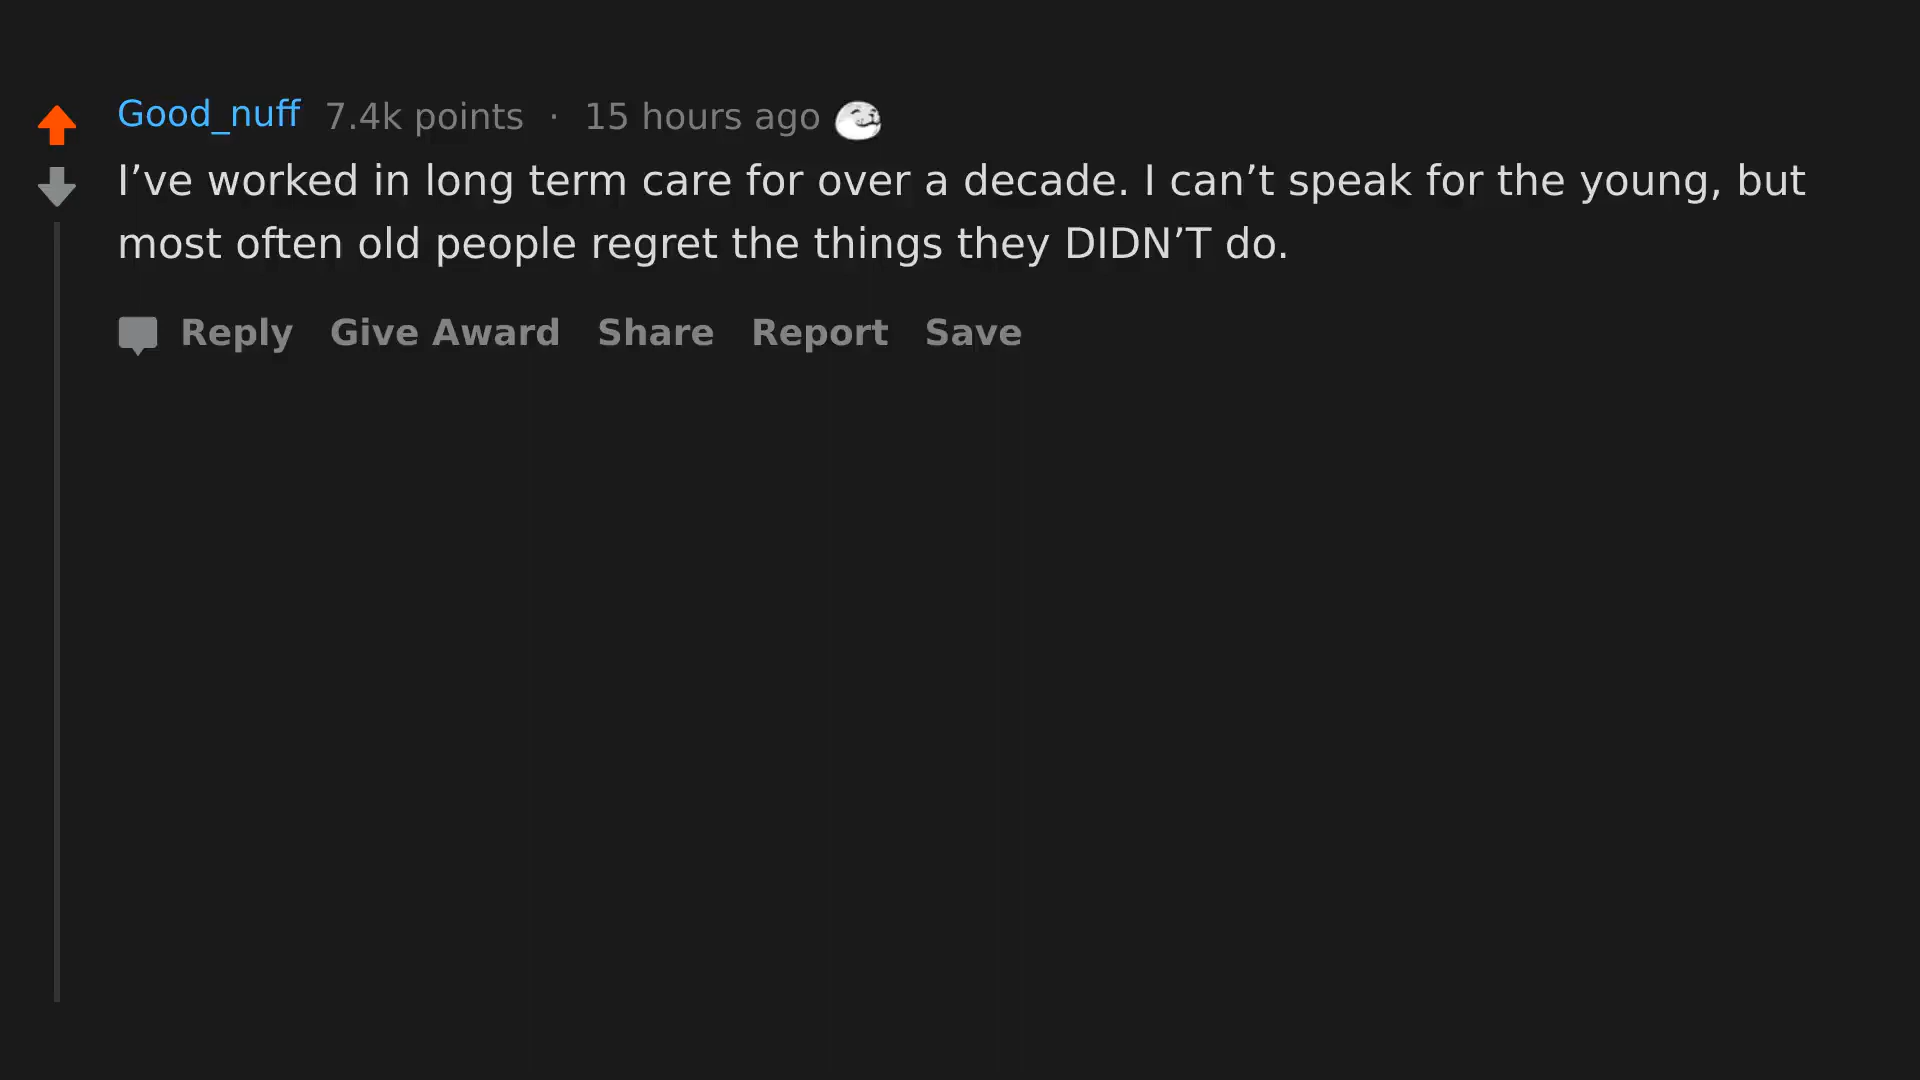 Good_nuff 7.4k points · 15 hours ago
I’ve worked in long term care for over a decade. I can’t speak for the young, but
most often old people regret the things they DIDN’T do.
Reply Give Award Share Report Save